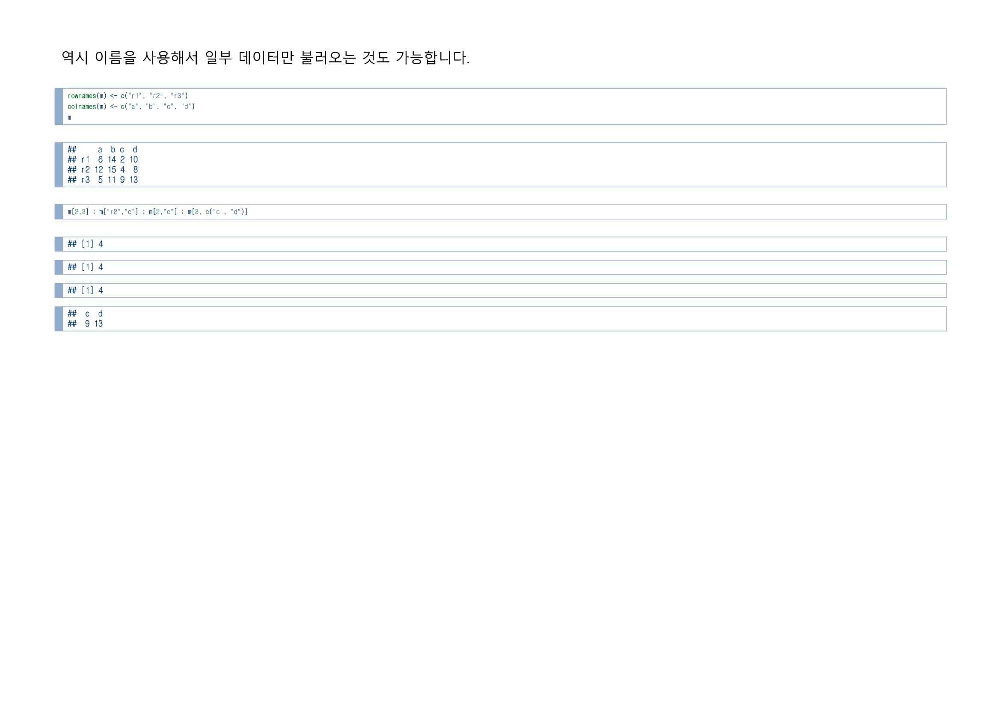 역시 이름을 사용해서 일부 데이터만 불러오는 것도 가능합니다.
rownames(m) <- c("r1", "r2", "r3")
colnames(m) <- c("a", "b", "c", "d")
m
##     a  b c  d
## r1  6 14 2 10
## r2 12 15 4  8
## r3  5 11 9 13
m[2,3] ; m["r2","c"] ; m[2,"c"] ; m[3, c("c", "d")]
## [1] 4
## [1] 4
## [1] 4
##  c  d
##  9 13